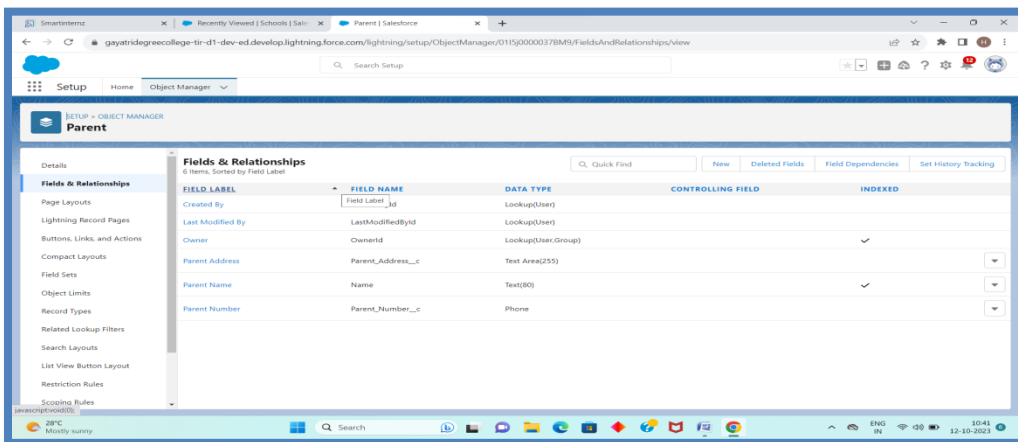 Smartinternz
Recently Viewed | Schools | Sale
Parent | Salesforce
gayatridegreecollege-tir-d1-dev-ed.develop.lightning.force.com/lightning/setup/ObjectManager/01I5j0000037BM9/FieldsAndRelationships/view
H
Search Setup
12
Setup Home Object Manager
SETUP > OBJECT MANAGER
Parent
Details
Fields & Relationships
Page Layouts
Lightning Record Pages
Buttons, Links, and Actions
Compact Layouts
Field Sets
Object Limits
Record Types
Related Lookup Filters
Search Layouts
List View Button Layout
Restriction Rules
Scoping Rules
Fields & Relationships
6 Items, Sorted by Field Label
Quick Find New Deleted Fields Field Dependencies Set History Tracking
FIELD LABEL FIELD NAME DATA TYPE CONTROLLING FIELD INDEXED
Field Label
Created By Lookup(User)
Last Modified By LastModifiedById Lookup(User)
Owner OwnerId Lookup(User,Group)
Parent Address Parent_Address__c Text Area(255)
Parent Name Name Text(80)
Parent Number Parent_Number__c Phone
javascript:void(0);
28°C
Mostly sunny
Search
ENG
IN
10:41
12-10-2023